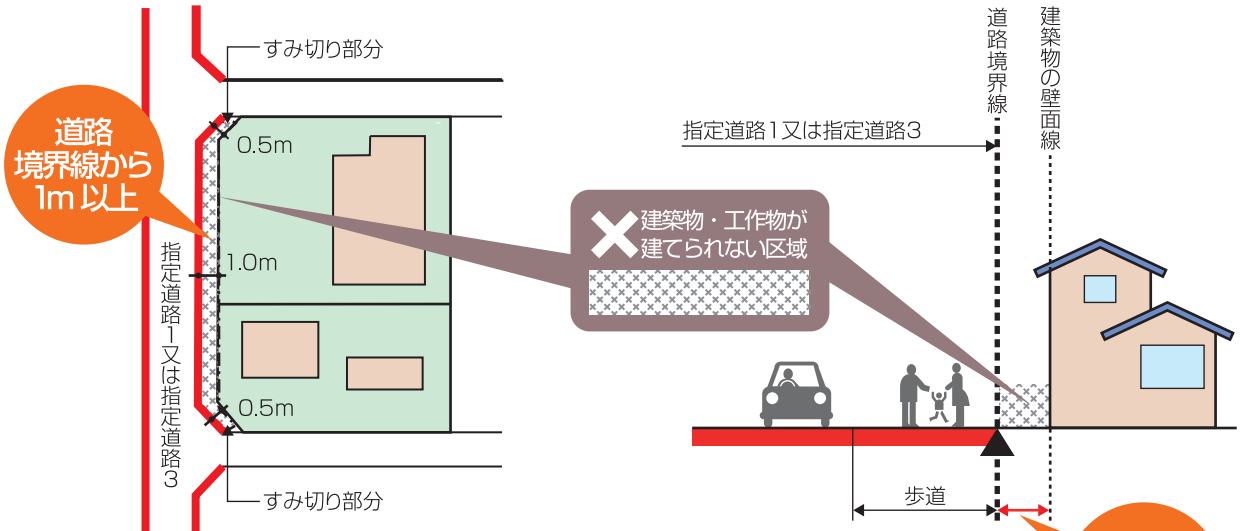 すみ切り部分
道路
境界線から
1m以上
0.5m
1.0m
指定道路1又は指定道路3
0.5m
すみ切り部分
建築物・工作物が
建てられない区域
道路境界線
建築物の壁面線
指定道路1又は指定道路3
歩道